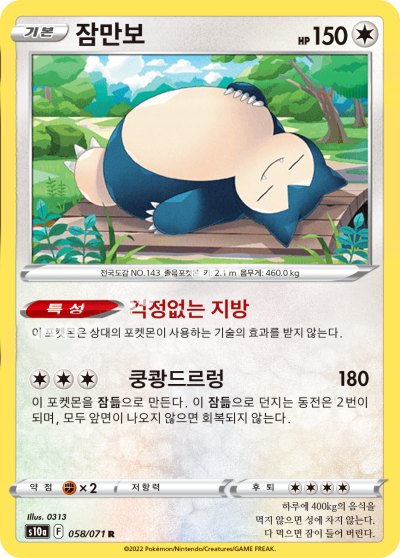 기본 잠만보 HP 150
전국도감 NO.143 졸음포켓몬 키: 2.1 m 몸무게: 460.0 kg
특성 걱정없는 지방
이 포켓몬은 상대의 포켓몬이 사용하는 기술의 효과를 받지 않는다.
쿵쾅드르렁 180
이 포켓몬을 잠듦으로 만든다. 이 잠듦으로 던지는 동전은 2번이
되며, 모두 앞면이 나오지 않으면 회복되지 않는다.
약점 ×2 저항력 후퇴
Illus. 0313
s10a F 058/071 R
하루에 400kg의 음식을
먹지 않으면 성에 차지 않는다.
다 먹으면 잠이 들어 버린다.
©2022 Pokémon/Nintendo/Creatures/GAME FREAK.